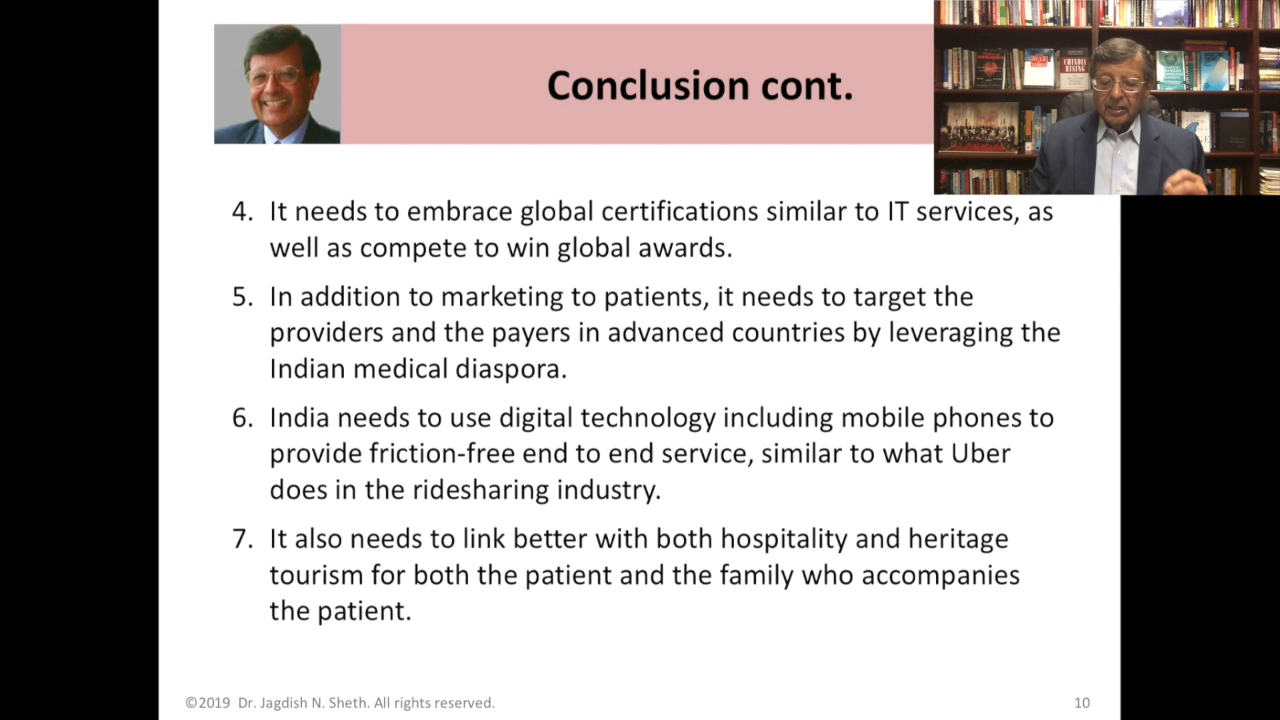 Conclusion cont.
CHINDIA
RISING
4. It needs to embrace global certifications similar to IT services, as
well as compete to win global awards.
5. In addition to marketing to patients, it needs to target the
providers and the payers in advanced countries by leveraging the
Indian medical diaspora.
6. India needs to use digital technology including mobile phones to
provide friction-free end to end service, similar to what Uber
does in the ridesharing industry.
7. It also needs to link better with both hospitality and heritage
tourism for both the patient and the family who accompanies
the patient.
©2019 Dr. Jagdish N. Sheth. All rights reserved.
10